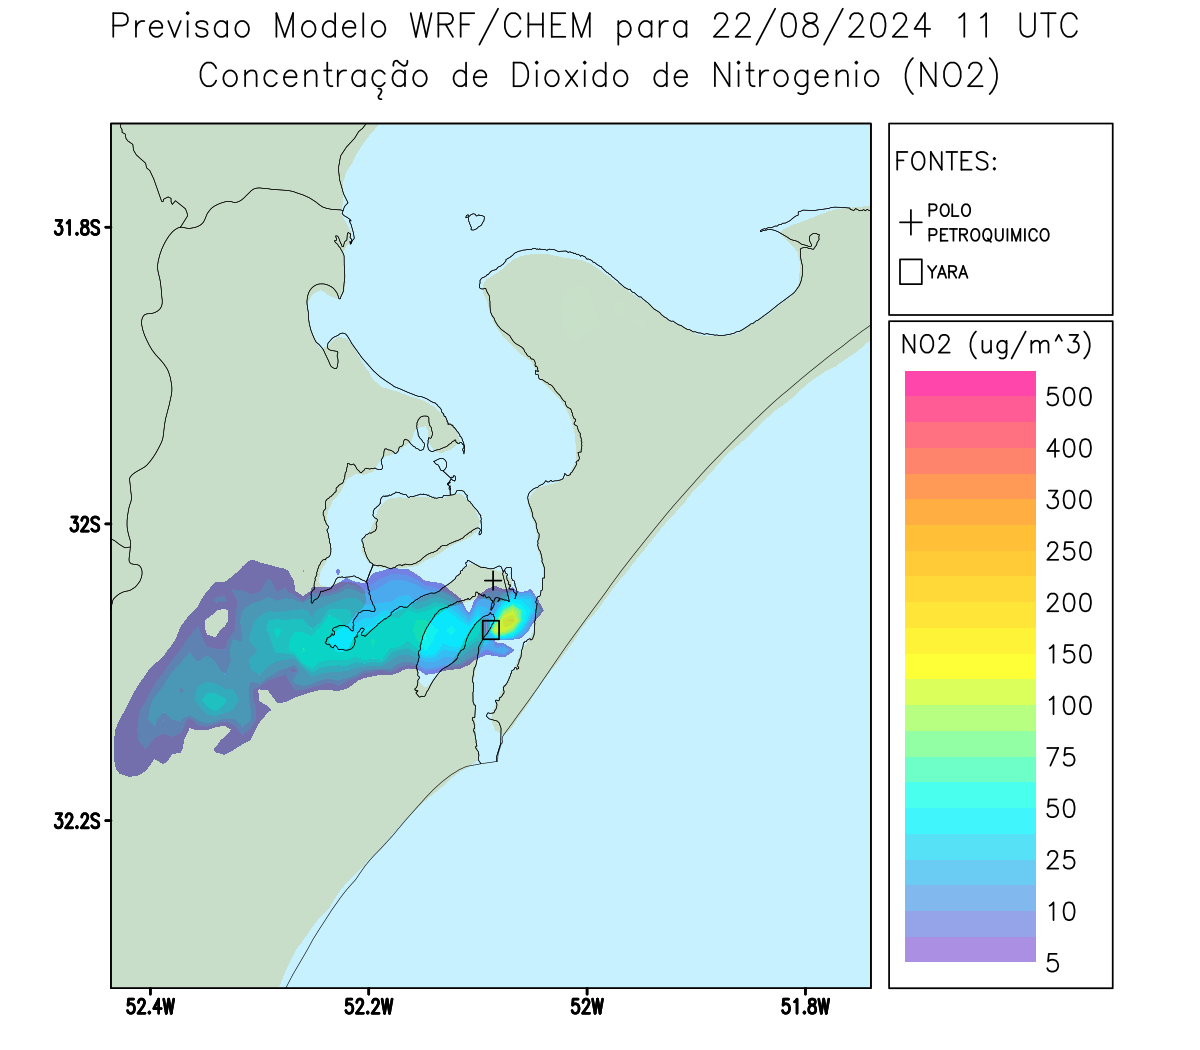 Previsao Modelo WRF/CHEM para 22/08/2024 11 UTC
Concentração de Dioxido de Nitrogenio (NO2)
FONTES:
POLO
PETROQUIMICO
YARA
NO2 (ug/m^3)
500
400
300
250
200
150
100
75
50
25
10
5
31.8S
32S
32.2S
52.4W
52.2W
52W
51.8W